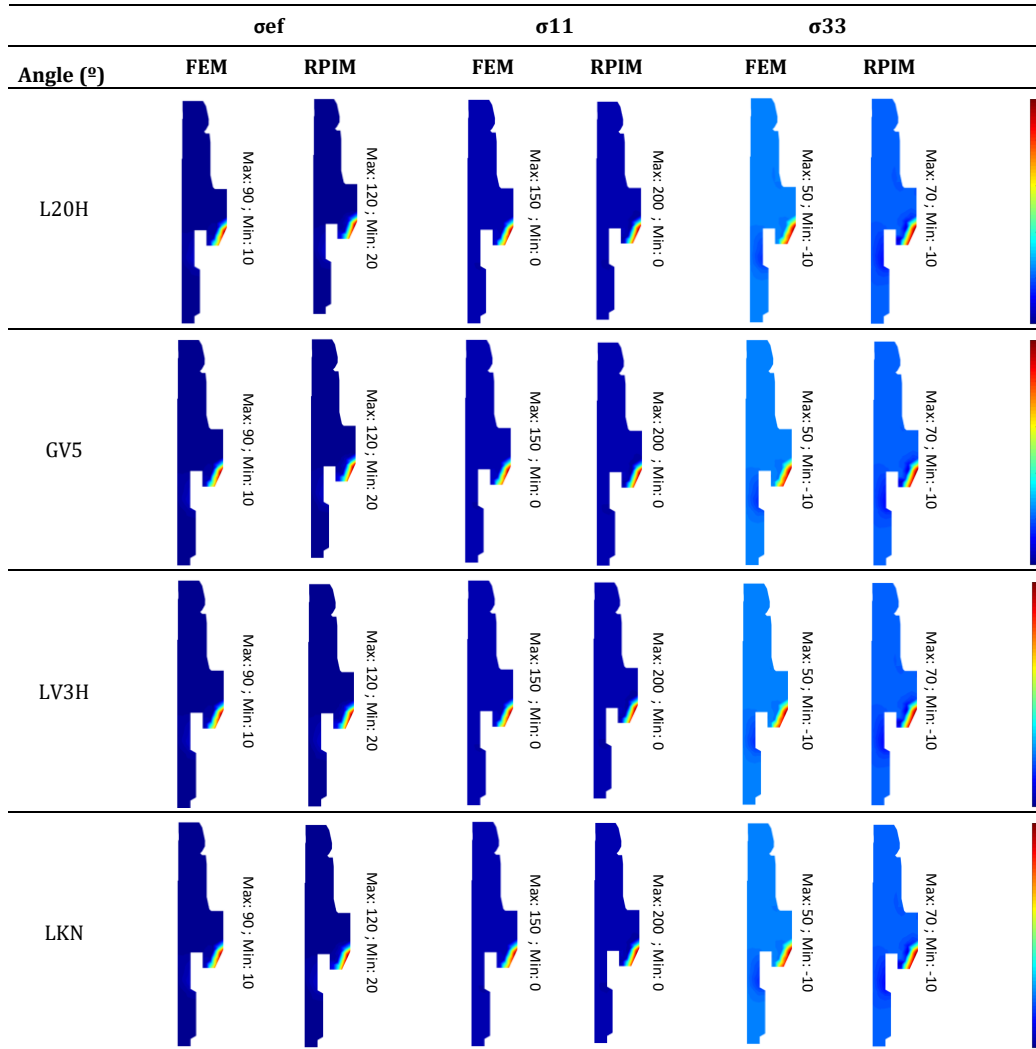 σef σ11 σ33
Angle (º) FEM RPIM FEM RPIM FEM RPIM
L20H
Max: 90 ; Min: 10
Max: 120 ; Min: 20
Max: 150 ; Min: 0
Max: 200 ; Min: 0
Max: 50 ; Min: -10
Max: 70 ; Min: -10
GV5
Max: 90 ; Min: 10
Max: 120 ; Min: 20
Max: 150 ; Min: 0
Max: 200 ; Min: 0
Max: 50 ; Min: -10
Max: 70 ; Min: -10
LV3H
Max: 90 ; Min: 10
Max: 120 ; Min: 20
Max: 150 ; Min: 0
Max: 200 ; Min: 0
Max: 50 ; Min: -10
Max: 70 ; Min: -10
LKN
Max: 90 ; Min: 10
Max: 120 ; Min: 20
Max: 150 ; Min: 0
Max: 200 ; Min: 0
Max: 50 ; Min: -10
Max: 70 ; Min: -10